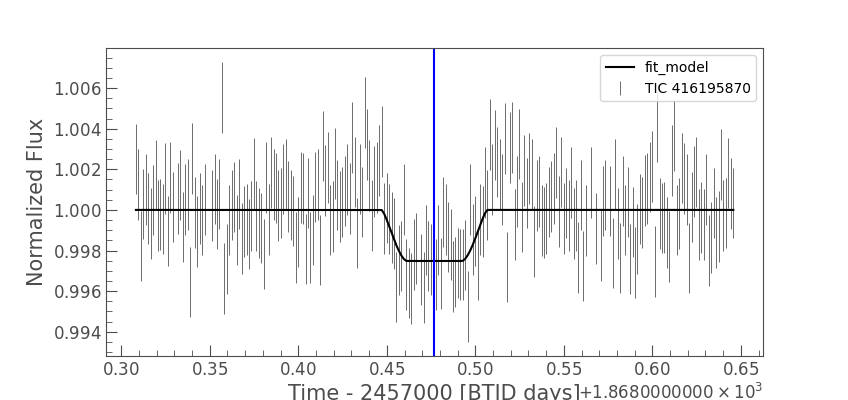 fit_model
TIC 416195870
Normalized Flux
1.006
1.004
1.002
1.000
0.998
0.996
0.994
0.30 0.35 0.40 0.45 0.50 0.55 0.60 0.65
Time - 2457000 [BTJD days]
+1.8680000000 × 10³